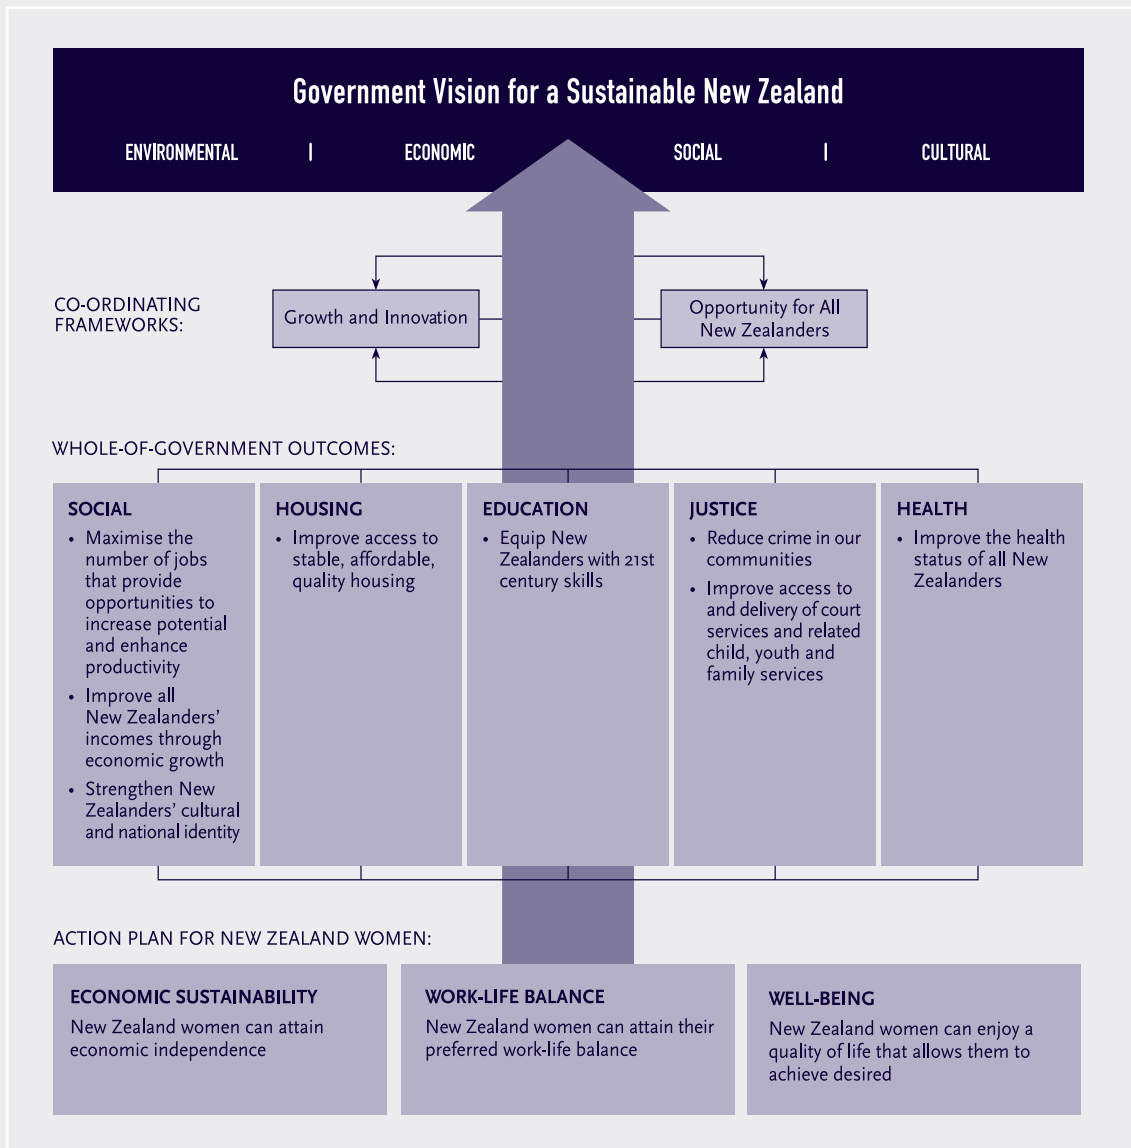 Government Vision for a Sustainable New Zealand
ENVIRONMENTAL | ECONOMIC SOCIAL | CULTURAL
CO-ORDINATING
FRAMEWORKS:
Growth and Innovation
Opportunity for All
New Zealanders
WHOLE-OF-GOVERNMENT OUTCOMES:
SOCIAL
• Maximise the
number of jobs
that provide
opportunities to
increase potential
and enhance
productivity
• Improve all
New Zealanders’
incomes through
economic growth
• Strengthen New
Zealanders’ cultural
and national identity
HOUSING
• Improve access to
stable, affordable,
quality housing
EDUCATION
• Equip New
Zealanders with 21st
century skills
JUSTICE
• Reduce crime in our
communities
• Improve access to
and delivery of court
services and related
child, youth and
family services
HEALTH
• Improve the health
status of all New
Zealanders
ACTION PLAN FOR NEW ZEALAND WOMEN:
ECONOMIC SUSTAINABILITY
New Zealand women can attain
economic independence
WORK-LIFE BALANCE
New Zealand women can attain their
preferred work-life balance
WELL-BEING
New Zealand women can enjoy a
quality of life that allows them to
achieve desired